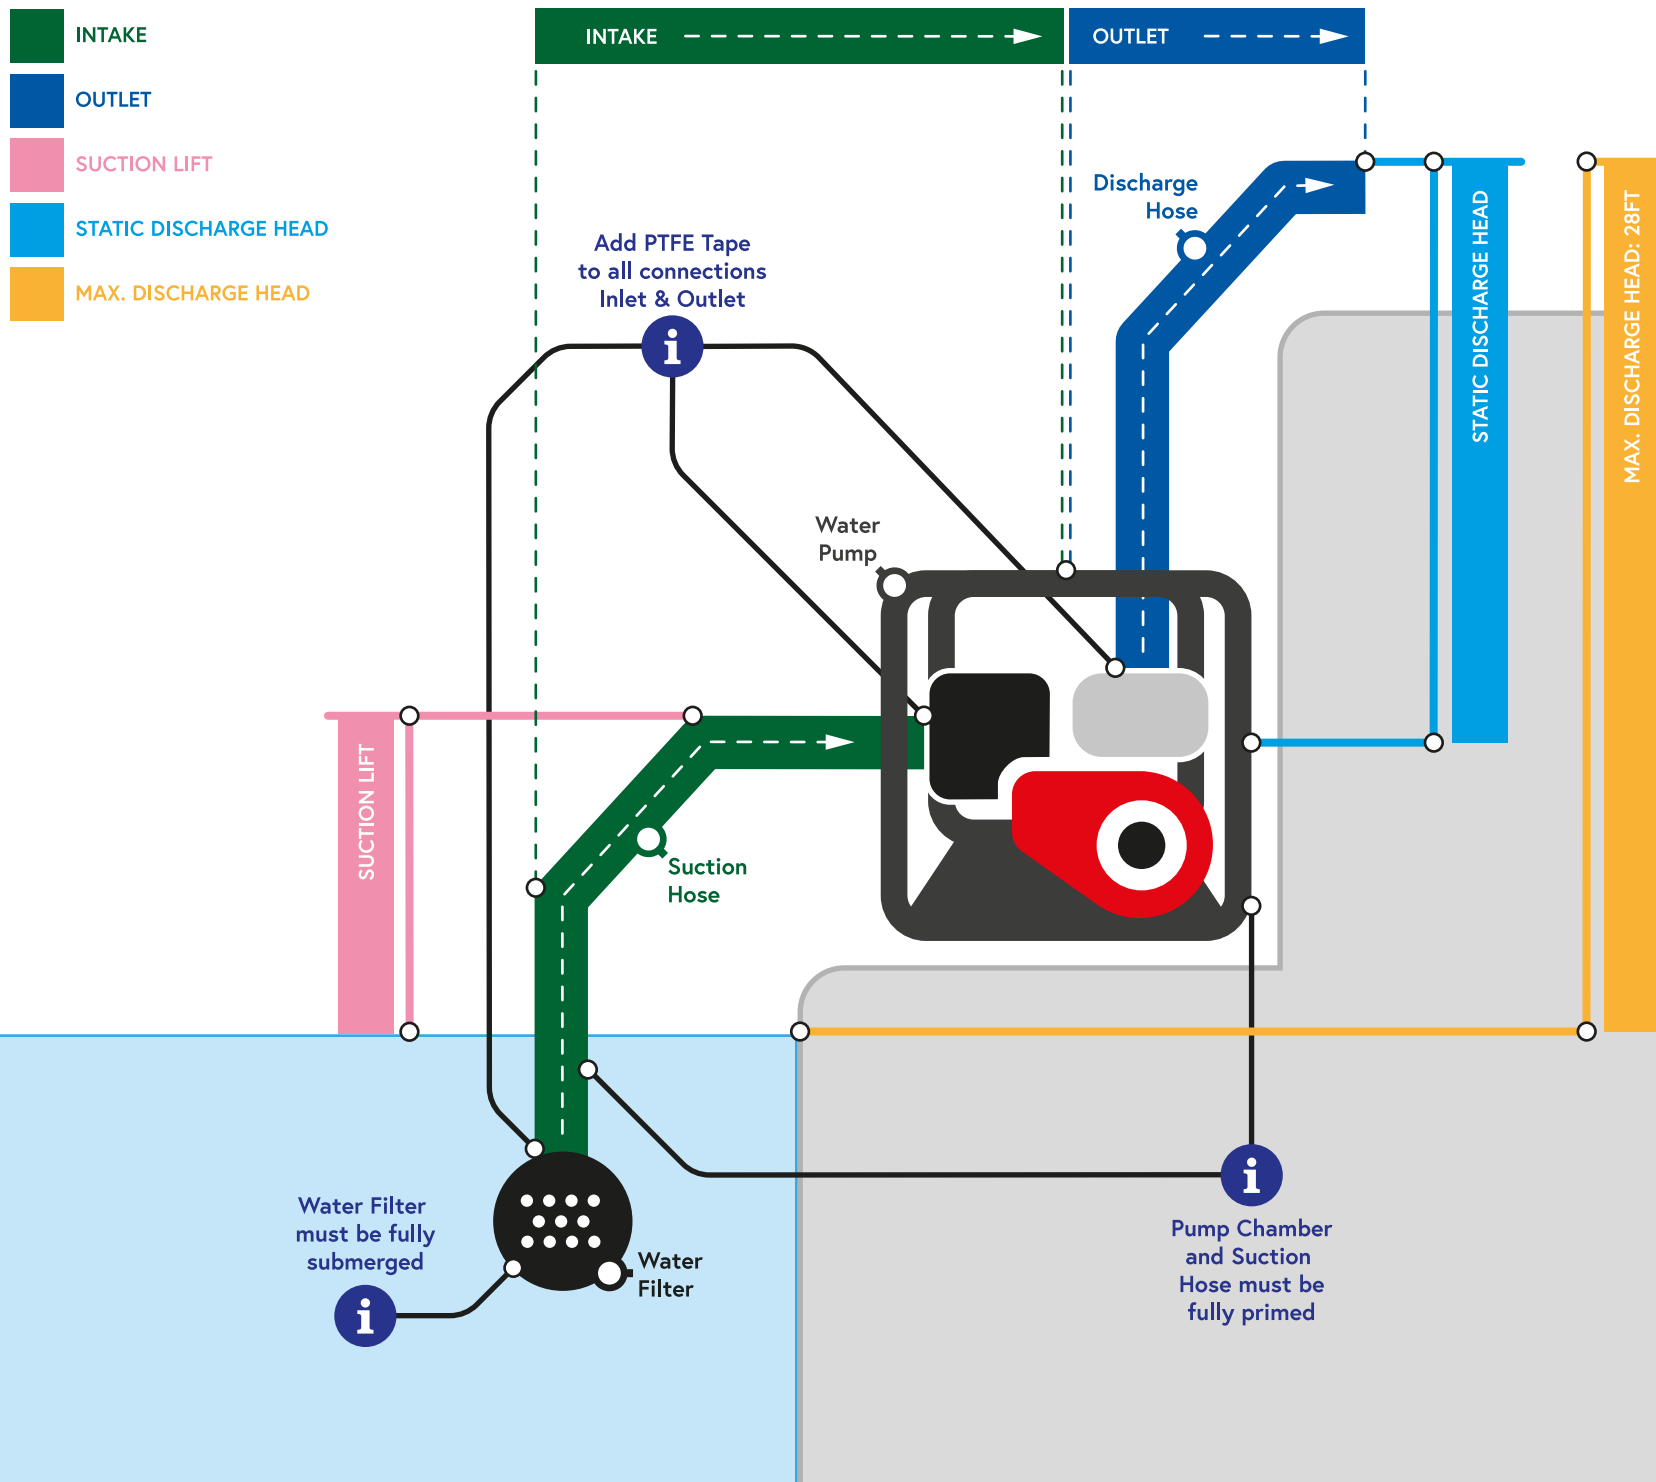 INTAKE
OUTLET
SUCTION LIFT
STATIC DISCHARGE HEAD
MAX. DISCHARGE HEAD
INTAKE
OUTLET
Discharge
Hose
Add PTFE Tape
to all connections
Inlet & Outlet
i
STATIC DISCHARGE HEAD
MAX. DISCHARGE HEAD: 28FT
Water
Pump
SUCTION LIFT
Suction
Hose
Water Filter
must be fully
submerged
i
Water
Filter
i
Pump Chamber
and Suction
Hose must be
fully primed